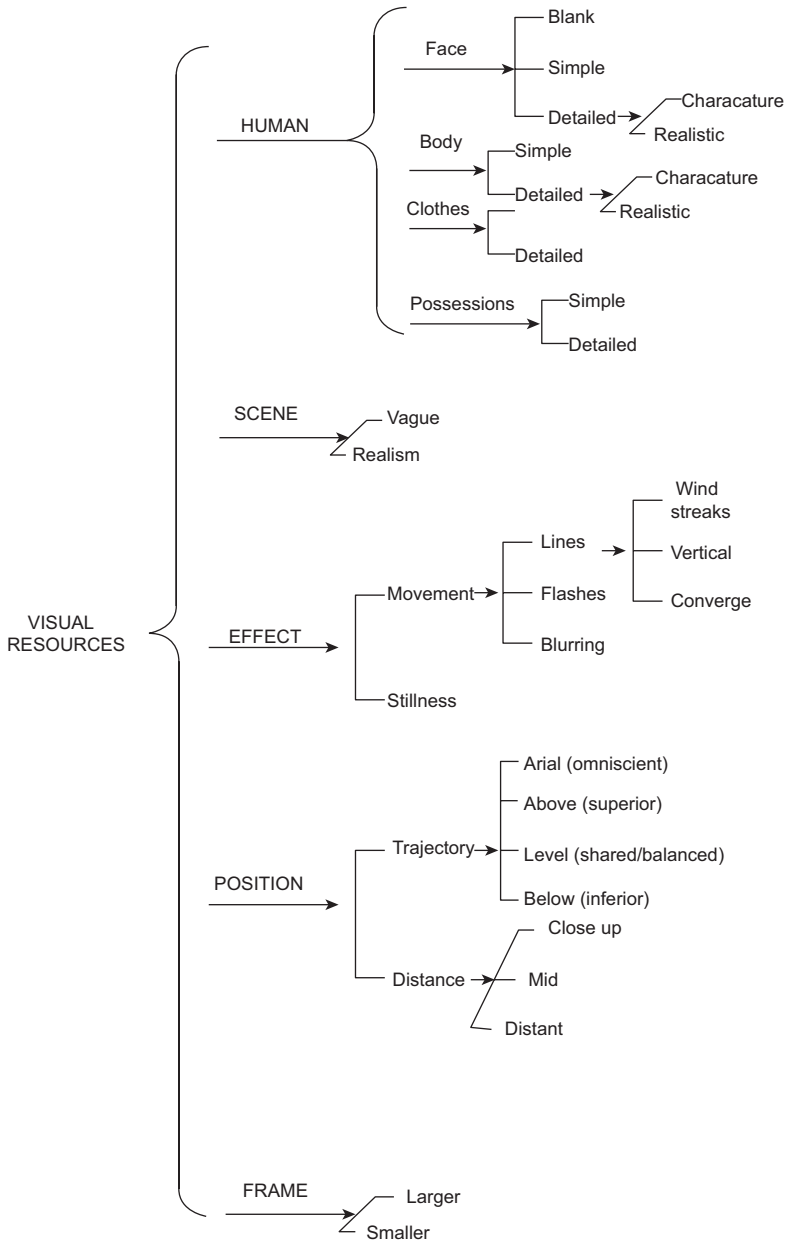 Blank
Face
Simple
Detailed
Characature
Realistic
HUMAN
Body
Simple
Detailed
Characature
Realistic
Clothes
Detailed
Possessions
Simple
Detailed
SCENE
Vague
Realism
VISUAL
RESOURCES
EFFECT
Movement
Lines
Wind
streaks
Vertical
Converge
Flashes
Blurring
Stillness
POSITION
Trajectory
Arial (omniscient)
Above (superior)
Level (shared/balanced)
Below (inferior)
Distance
Close up
Mid
Distant
FRAME
Larger
Smaller